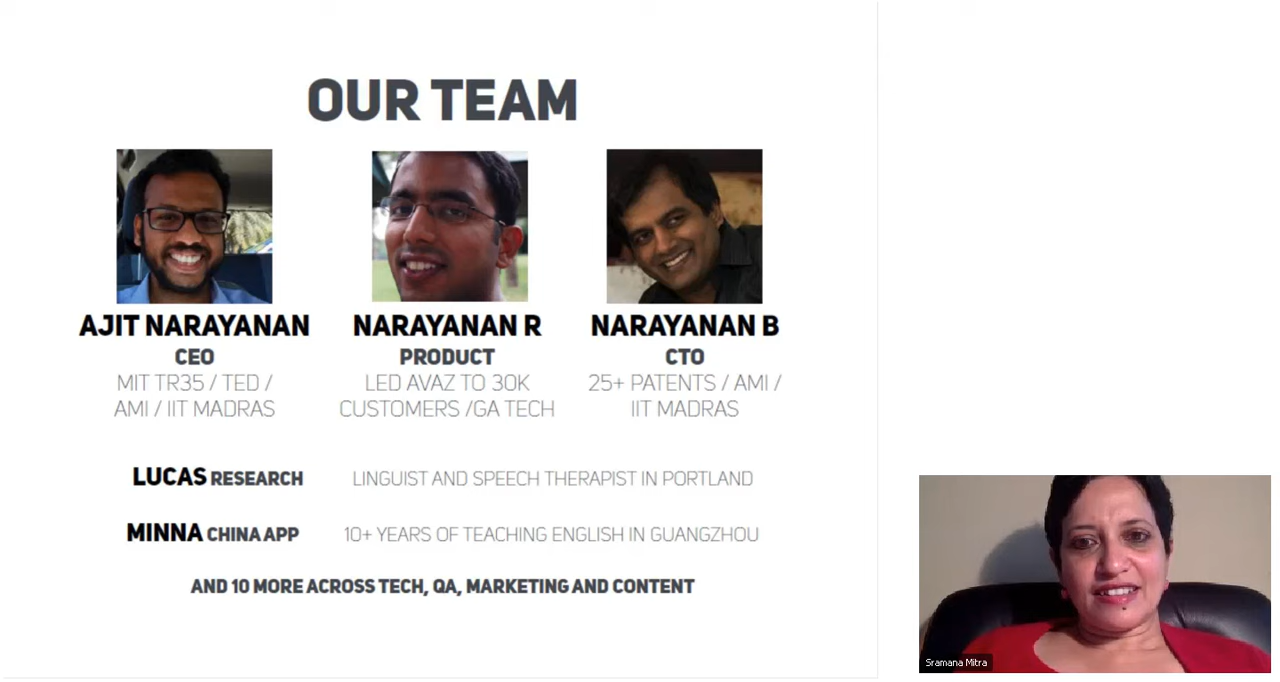 OUR TEAM
AJIT NARAYANAN
CEO
MIT TR35 / TED /
AMI / IIT MADRAS
NARAYANAN R
PRODUCT
LED AVAZ TO 30K
CUSTOMERS /GA TECH
NARAYANAN B
CTO
25+ PATENTS / AMI /
IIT MADRAS
LUCAS RESEARCH LINGUIST AND SPEECH THERAPIST IN PORTLAND
MINNA CHINA APP 10+ YEARS OF TEACHING ENGLISH IN GUANGZHOU
AND 10 MORE ACROSS TECH, QA, MARKETING AND CONTENT
Sramana Mitra